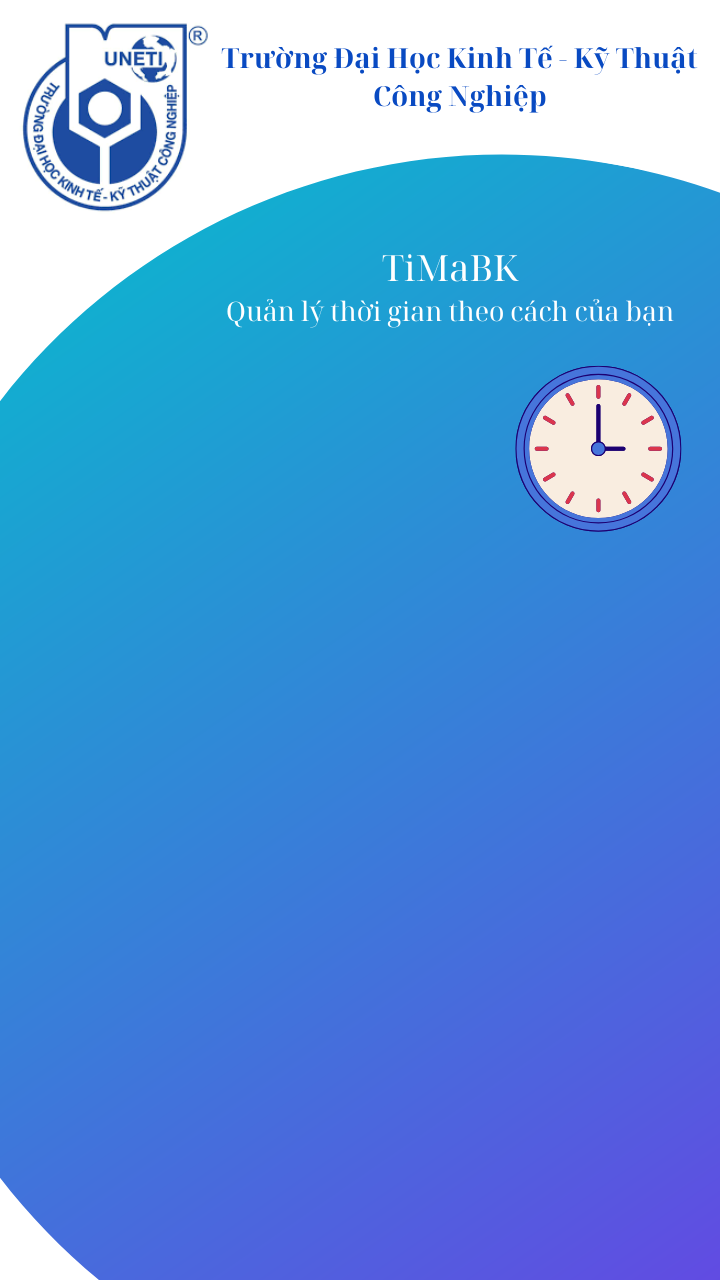 UNETI
®
TRƯỜNG ĐẠI HỌC KINH TẾ - KỸ THUẬT CÔNG NGHIỆP
Trường Đại Học Kinh Tế - Kỹ Thuật
Công Nghiệp
TiMaBK
Quản lý thời gian theo cách của bạn